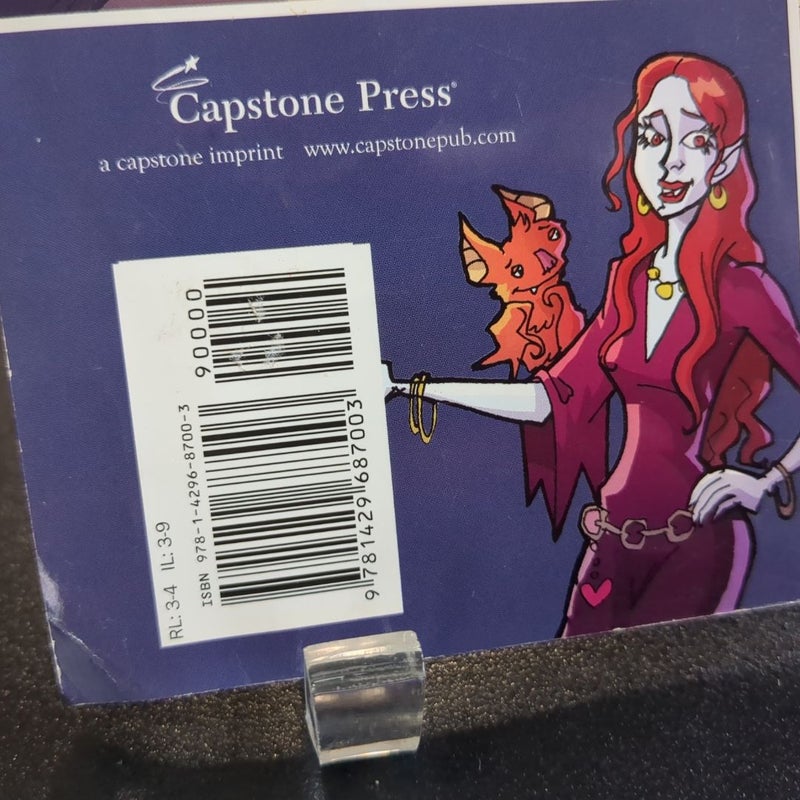 Capstone Press®
a capstone imprint www.capstonepub.com
90000
RL: 3-4 IL: 3-9
ISBN 978-1-4296-8700-3
9 781429 687003